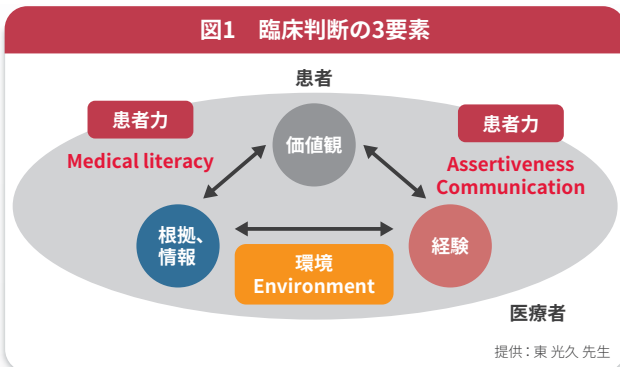 図1　臨床判断の3要素
患者
患者力
患者力
価値観
Medical literacy
Assertiveness
Communication
根拠、
情報
経験
環境
Environment
医療者
提供：東 光久 先生